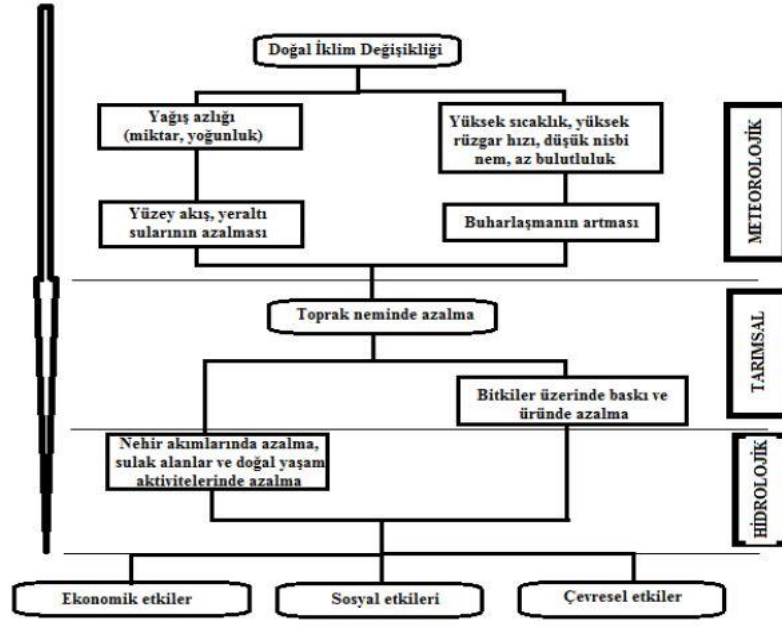 Doğal İklim Değişikliği
Yağış azlığı
(miktar, yoğunluk)
Yüksek sıcaklık, yüksek
rüzgar hızı, düşük nisbi
nem, az bulutluluk
Yüzey akış, yeraltı
sularının azalması
Buharlaşmanın artması
METEOROLOJİK
Toprak neminde azalma
Bitkiler üzerinde baskı ve
üründe azalma
TARIMSAL
Nehir akımlarında azalma,
sulak alanlar ve doğal yaşam
aktivitelerinde azalma
HİDROLOJİK
Ekonomik etkiler
Sosyal etkileri
Çevresel etkiler